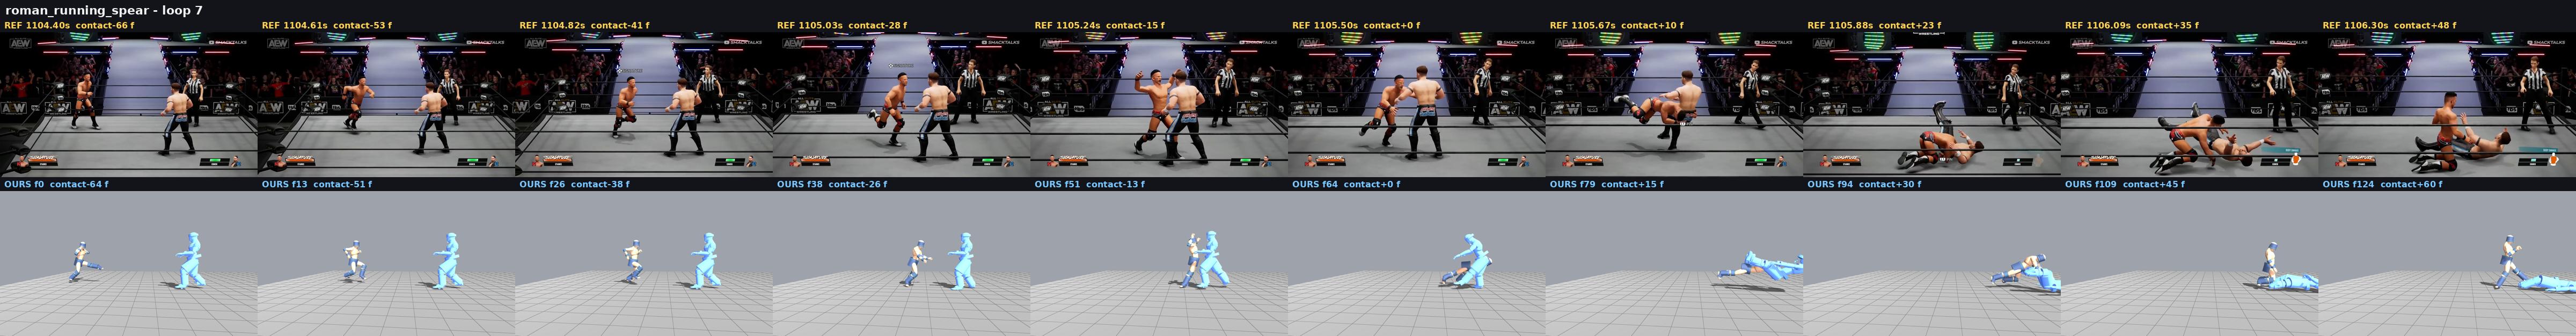 roman_running_spear - loop 7
REF 1104.40s contact-66 f
REF 1104.61s contact-53 f
REF 1104.82s contact-41 f
REF 1105.03s contact-28 f
REF 1105.24s contact-15 f
REF 1105.50s contact+0 f
REF 1105.67s contact+10 f
REF 1105.88s contact+23 f
REF 1106.09s contact+35 f
REF 1106.30s contact+48 f
AEW SMACKTALKS
OURS f0 contact-64 f
OURS f13 contact-51 f
OURS f26 contact-38 f
OURS f38 contact-26 f
OURS f51 contact-13 f
OURS f64 contact+0 f
OURS f79 contact+15 f
OURS f94 contact+30 f
OURS f109 contact+45 f
OURS f124 contact+60 f